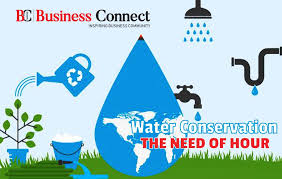 BC Business Connect
INSPIRING BUSINESS COMMUNITY
Water Conservation
THE NEED OF HOUR